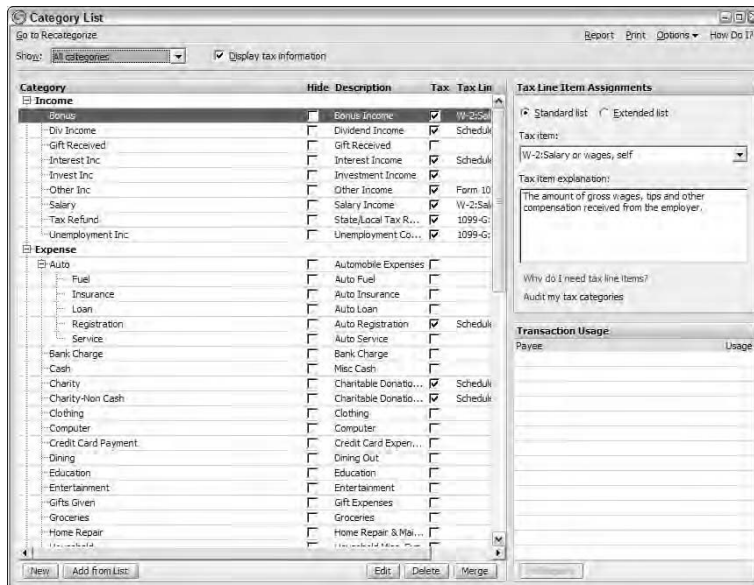 Category List
Go to Recategorize
Report Print Options How Do I?
Show: All categories Display tax information
Category Hide Description Tax Tax Lin
Income
Bonus Bonus Income W-2:Sal
Div Income Dividend Income Schedule
Gift Received Gift Received
Interest Inc Interest Income Schedule
Invest Inc Investment Income
Other Inc Other Income Form 10
Salary Salary Income W-2:Sal
Tax Refund State/Local Tax R... 1099-G:
Unemployment Inc Unemployment Co... 1099-G:
Expense
Auto Automobile Expenses
Fuel Auto Fuel
Insurance Auto Insurance
Loan Auto Loan
Registration Auto Registration Schedule
Service Auto Service
Bank Charge Bank Charge
Cash Misc Cash
Charity Charitable Donatio... Schedule
Charity-Non Cash Charitable Donatio... Schedule
Clothing Clothing
Computer Computer
Credit Card Payment Credit Card Expen...
Dining Dining Out
Education Education
Entertainment Entertainment
Gifts Given Gift Expenses
Groceries Groceries
Home Repair Home Repair & Mai...
New Add from List Edit Delete Merge
Tax Line Item Assignments
Standard list Extended list
Tax item:
W-2:Salary or wages, self
Tax item explanation:
The amount of gross wages, tips and other
compensation received from the employer.
Why do I need tax line items?
Audit my tax categories
Transaction Usage
Payee Usage